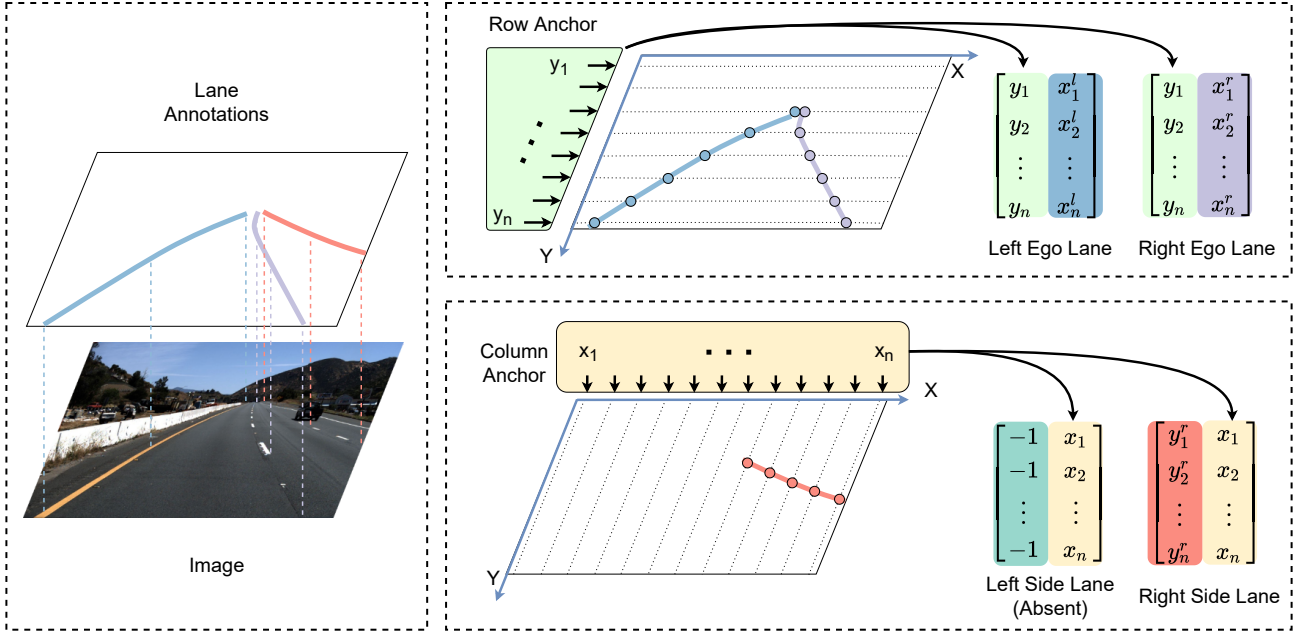 Lane
Annotations
Image
Row Anchor
y₁
yₙ
X
Y
[y₁ x₁ˡ]
[y₂ x₂ˡ]
[⋮ ⋮]
[yₙ xₙˡ]
Left Ego Lane
[y₁ x₁ʳ]
[y₂ x₂ʳ]
[⋮ ⋮]
[yₙ xₙʳ]
Right Ego Lane
Column
Anchor
x₁ ... xₙ
X
Y
[−1 x₁]
[−1 x₂]
[⋮ ⋮]
[−1 xₙ]
Left Side Lane
(Absent)
[y₁ʳ x₁]
[y₂ʳ x₂]
[⋮ ⋮]
[yₙʳ xₙ]
Right Side Lane